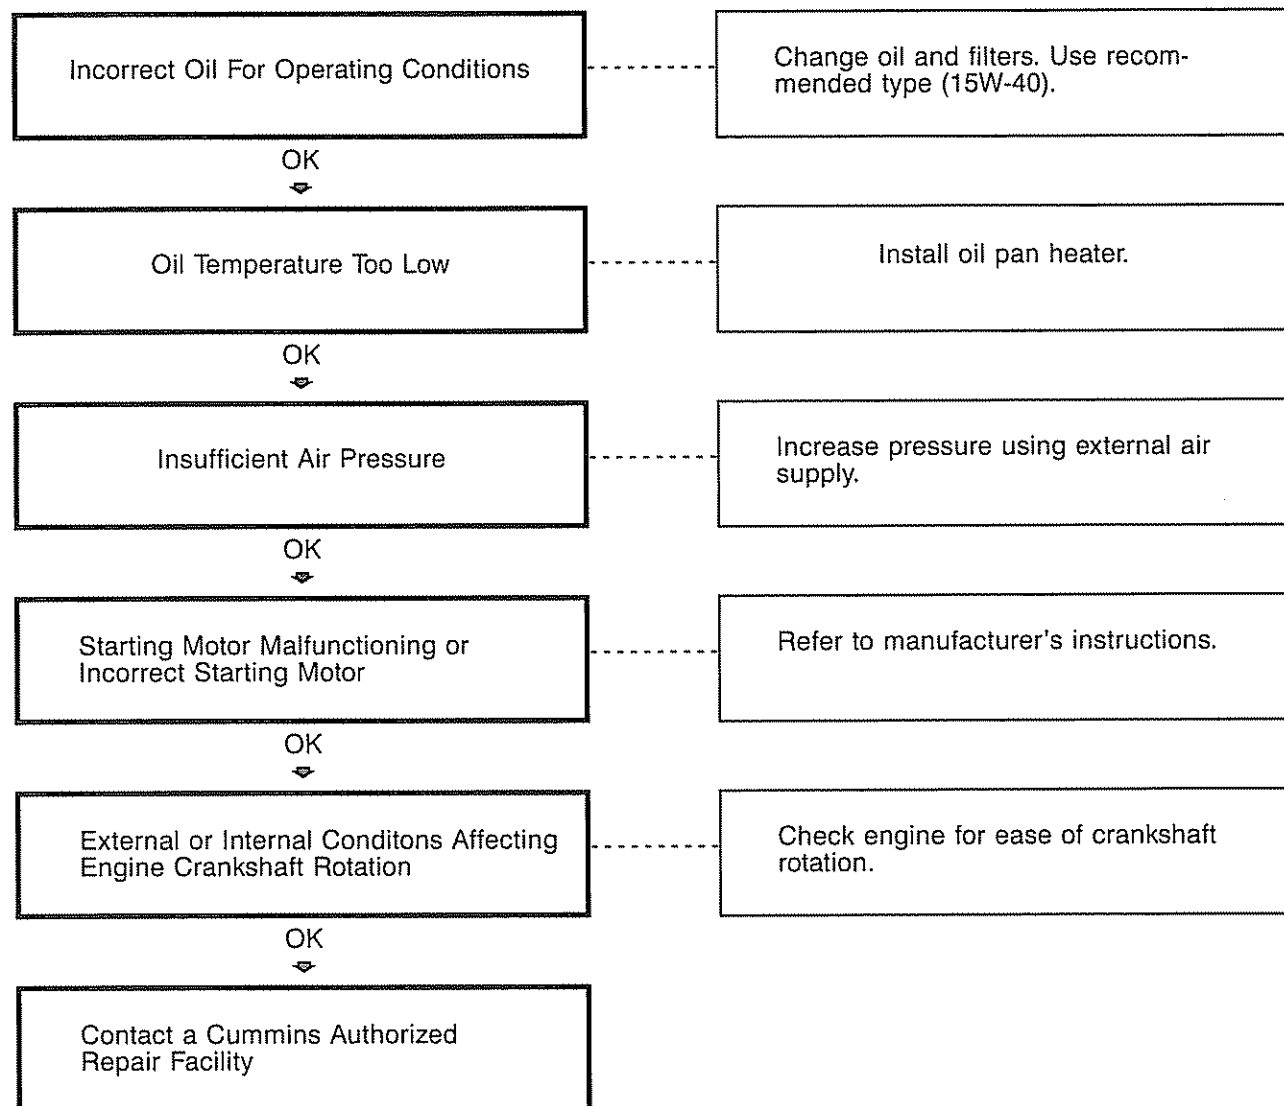 Incorrect Oil For Operating Conditions
Change oil and filters. Use recom-
mended type (15W-40).
OK
Oil Temperature Too Low
Install oil pan heater.
OK
Insufficient Air Pressure
Increase pressure using external air
supply.
OK
Starting Motor Malfunctioning or
Incorrect Starting Motor
Refer to manufacturer's instructions.
OK
External or Internal Conditons Affecting
Engine Crankshaft Rotation
Check engine for ease of crankshaft
rotation.
OK
Contact a Cummins Authorized
Repair Facility